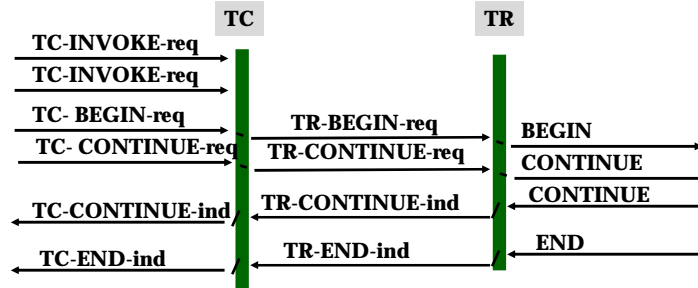 TC TR
TC-INVOKE-req
TC-INVOKE-req
TC- BEGIN-req TR-BEGIN-req BEGIN
TC- CONTINUE-req TR-CONTINUE-req CONTINUE
TC-CONTINUE-ind TR-CONTINUE-ind CONTINUE
TC-END-ind TR-END-ind END